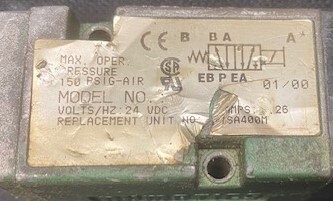 CE B BA A
MAX. OPER.
PRESSURE
150 PSIG-AIR
EB P EA
01/00
MODEL NO.
VOLTS/HZ: 24 VDC AMPS: .26
REPLACEMENT UNIT NO. SA400M